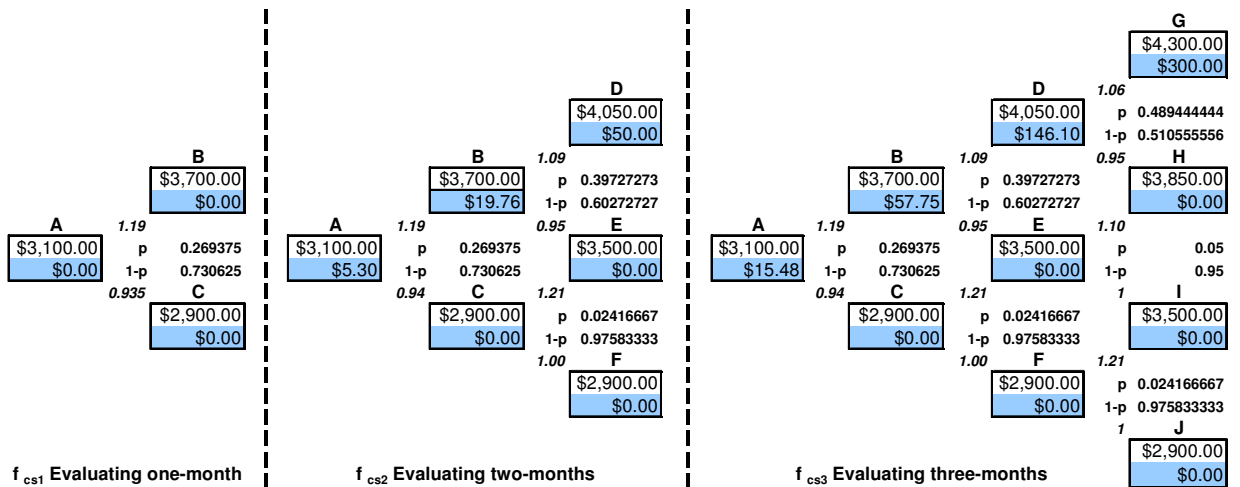 G
$4,300.00
$300.00
D
D
1.06
$4,050.00
$4,050.00
p 0.489444444
$50.00
$146.10
1-p 0.510555556
B
B
1.09
B
1.09
0.95
H
$3,700.00
$3,700.00
p 0.39727273
$3,700.00
p 0.39727273
$3,850.00
$0.00
$19.76
1-p 0.60272727
$57.75
1-p 0.60272727
$0.00
A
1.19
A
1.19
0.95
E
A
1.19
0.95
E
1.10
$3,100.00
p 0.269375
$3,100.00
p 0.269375
$3,500.00
$3,100.00
p 0.269375
$3,500.00
p 0.05
$0.00
1-p 0.730625
$5.30
1-p 0.730625
$0.00
$15.48
1-p 0.730625
$0.00
1-p 0.95
0.935
C
0.94
C
1.21
0.94
C
1.21
1
I
$2,900.00
$2,900.00
p 0.02416667
$2,900.00
p 0.02416667
$3,500.00
$0.00
$0.00
1-p 0.97583333
$0.00
1-p 0.97583333
$0.00
1.00
F
1.00
F
1.21
$2,900.00
$2,900.00
p 0.024166667
$0.00
$0.00
1-p 0.975833333
1
J
$2,900.00
f cs1 Evaluating one-month
f cs2 Evaluating two-months
f cs3 Evaluating three-months
$0.00